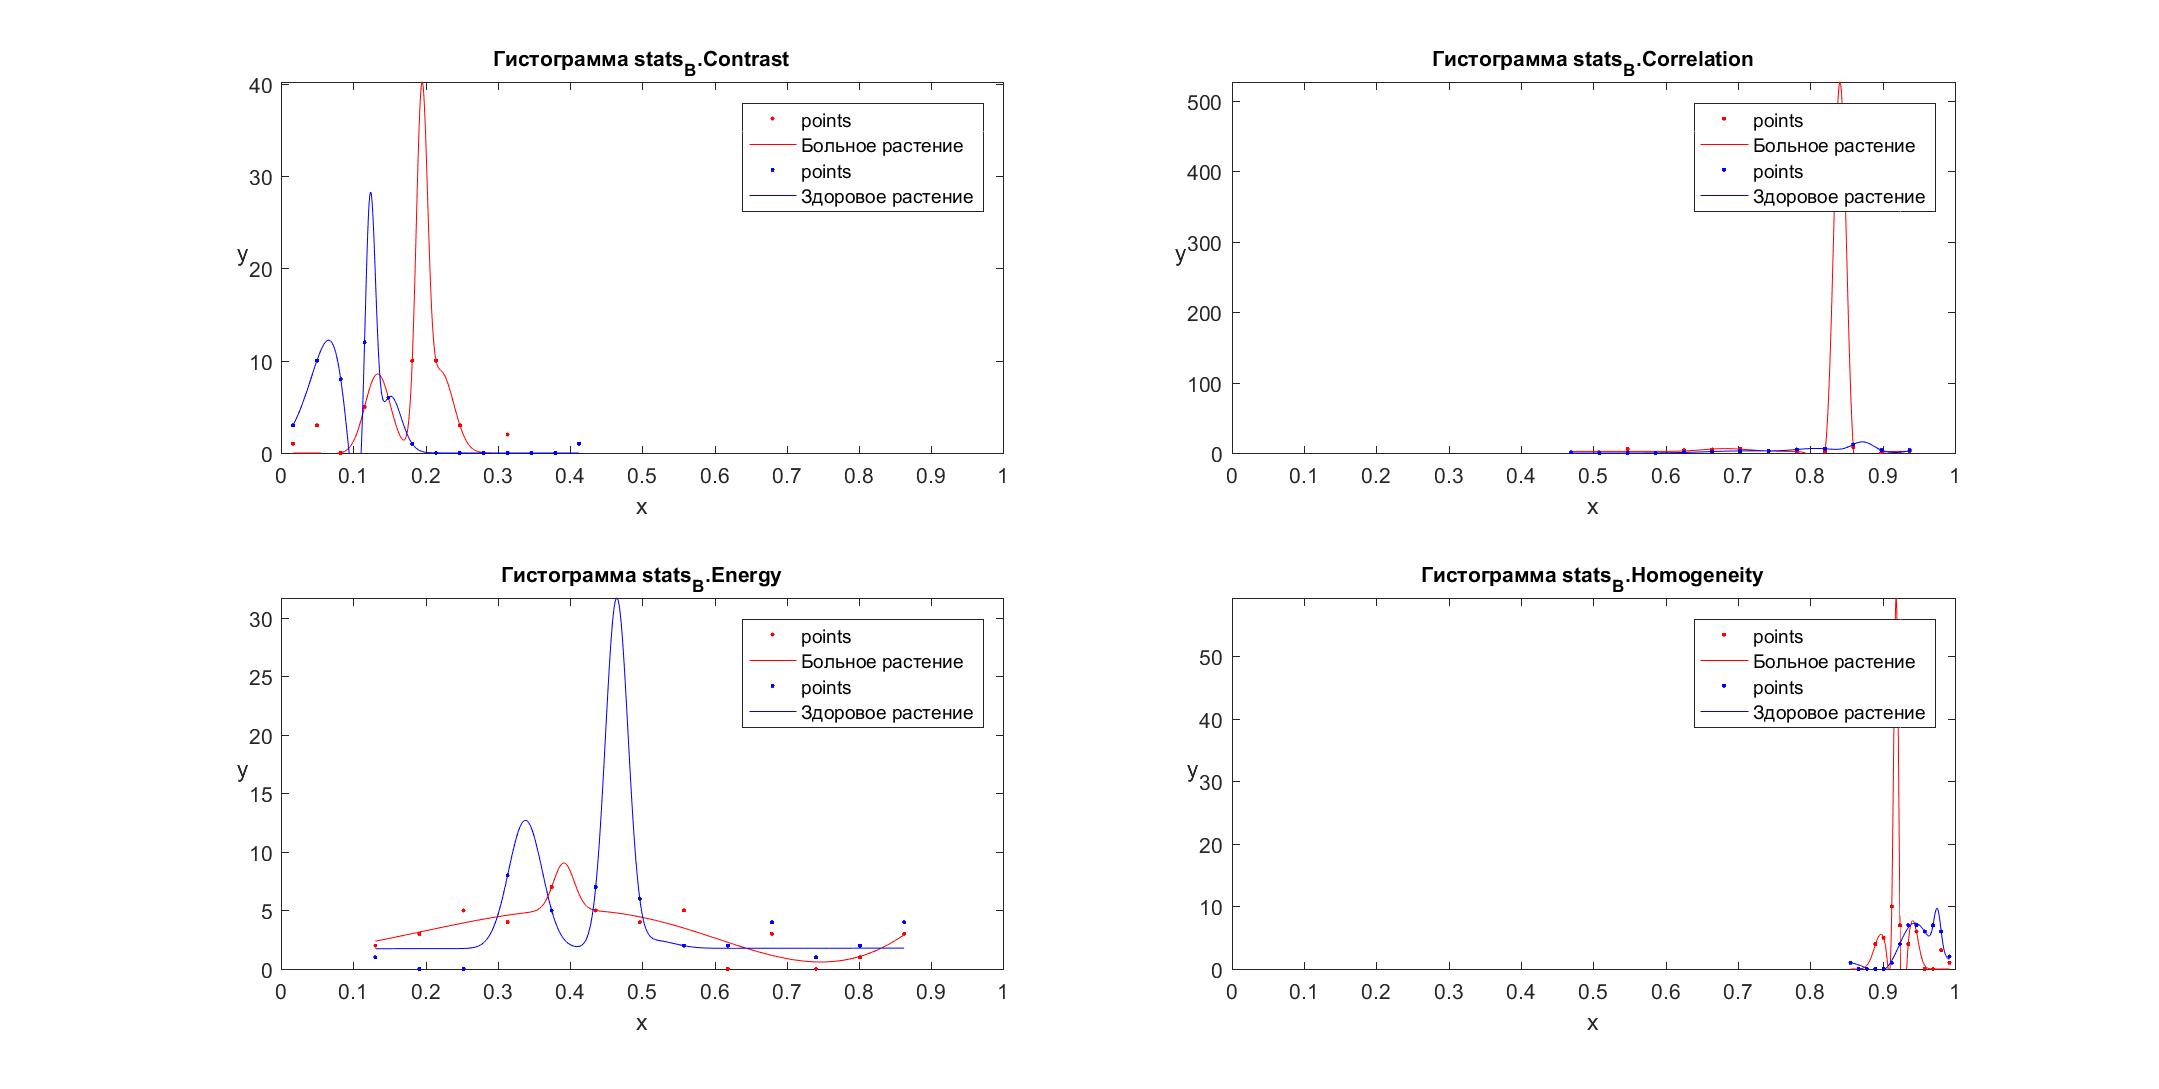 Гистограмма stats_B.Contrast
40
30
20
10
0
y
0 0.1 0.2 0.3 0.4 0.5 0.6 0.7 0.8 0.9 1
x
points
Больное растение
points
Здоровое растение
Гистограмма stats_B.Correlation
500
400
300
200
100
0
y
0 0.1 0.2 0.3 0.4 0.5 0.6 0.7 0.8 0.9 1
x
points
Больное растение
points
Здоровое растение
Гистограмма stats_B.Energy
30
25
20
15
10
5
0
y
0 0.1 0.2 0.3 0.4 0.5 0.6 0.7 0.8 0.9 1
x
points
Больное растение
points
Здоровое растение
Гистограмма stats_B.Homogeneity
50
40
30
20
10
0
y
0 0.1 0.2 0.3 0.4 0.5 0.6 0.7 0.8 0.9 1
x
points
Больное растение
points
Здоровое растение